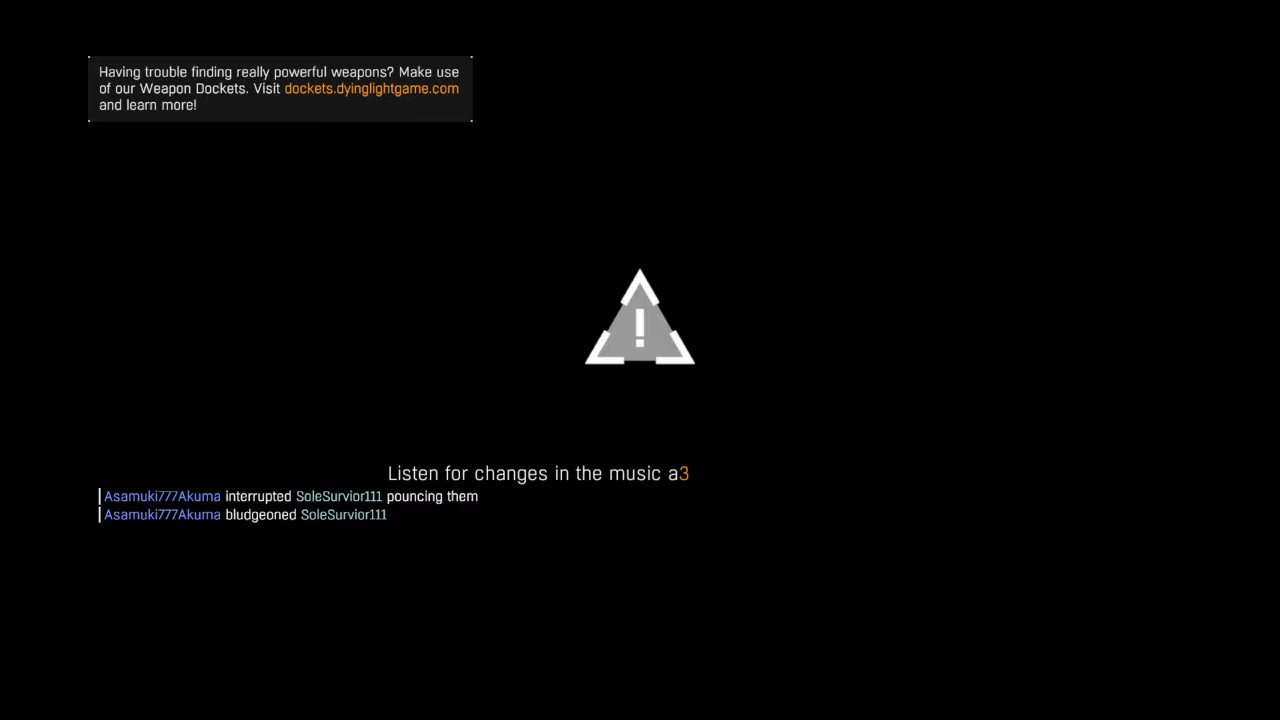 Having trouble finding really powerful weapons? Make use
of our Weapon Dockets. Visit dockets.dyinglightgame.com
and learn more!
!
Listen for changes in the music a3
Asamuki777Akuma interrupted SoleSurvior111 pouncing them
Asamuki777Akuma bludgeoned SoleSurvior111